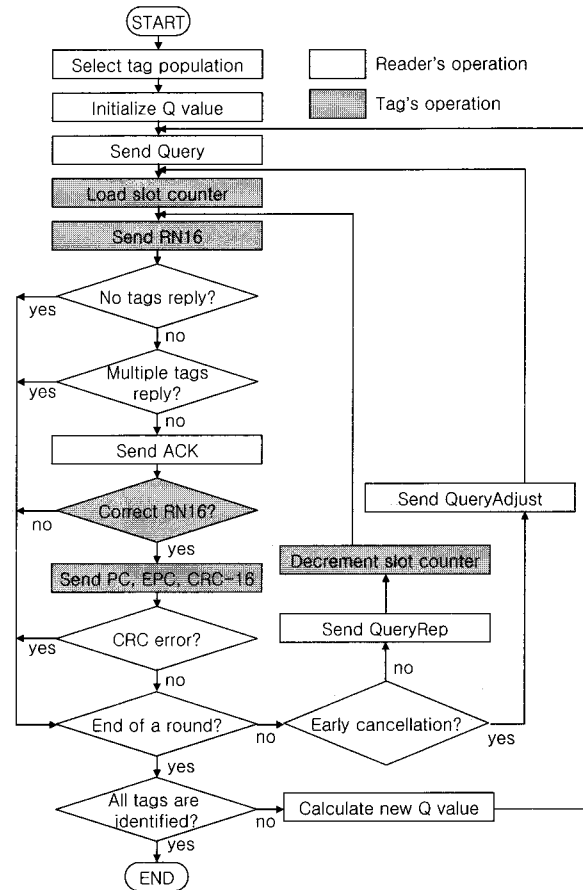 START
Select tag population
Reader's operation
Initialize Q value
Tag's operation
Send Query
Load slot counter
Send RN16
No tags reply?
yes
no
Multiple tags
reply?
yes
no
Send ACK
Send QueryAdjust
Correct RN16?
no
yes
Decrement slot counter
Send PC, EPC, CRC-16
Send QueryRep
CRC error?
yes
no
no
End of a round?
no
Early cancellation?
yes
yes
All tags are
identified?
no
Calculate new Q value
yes
END